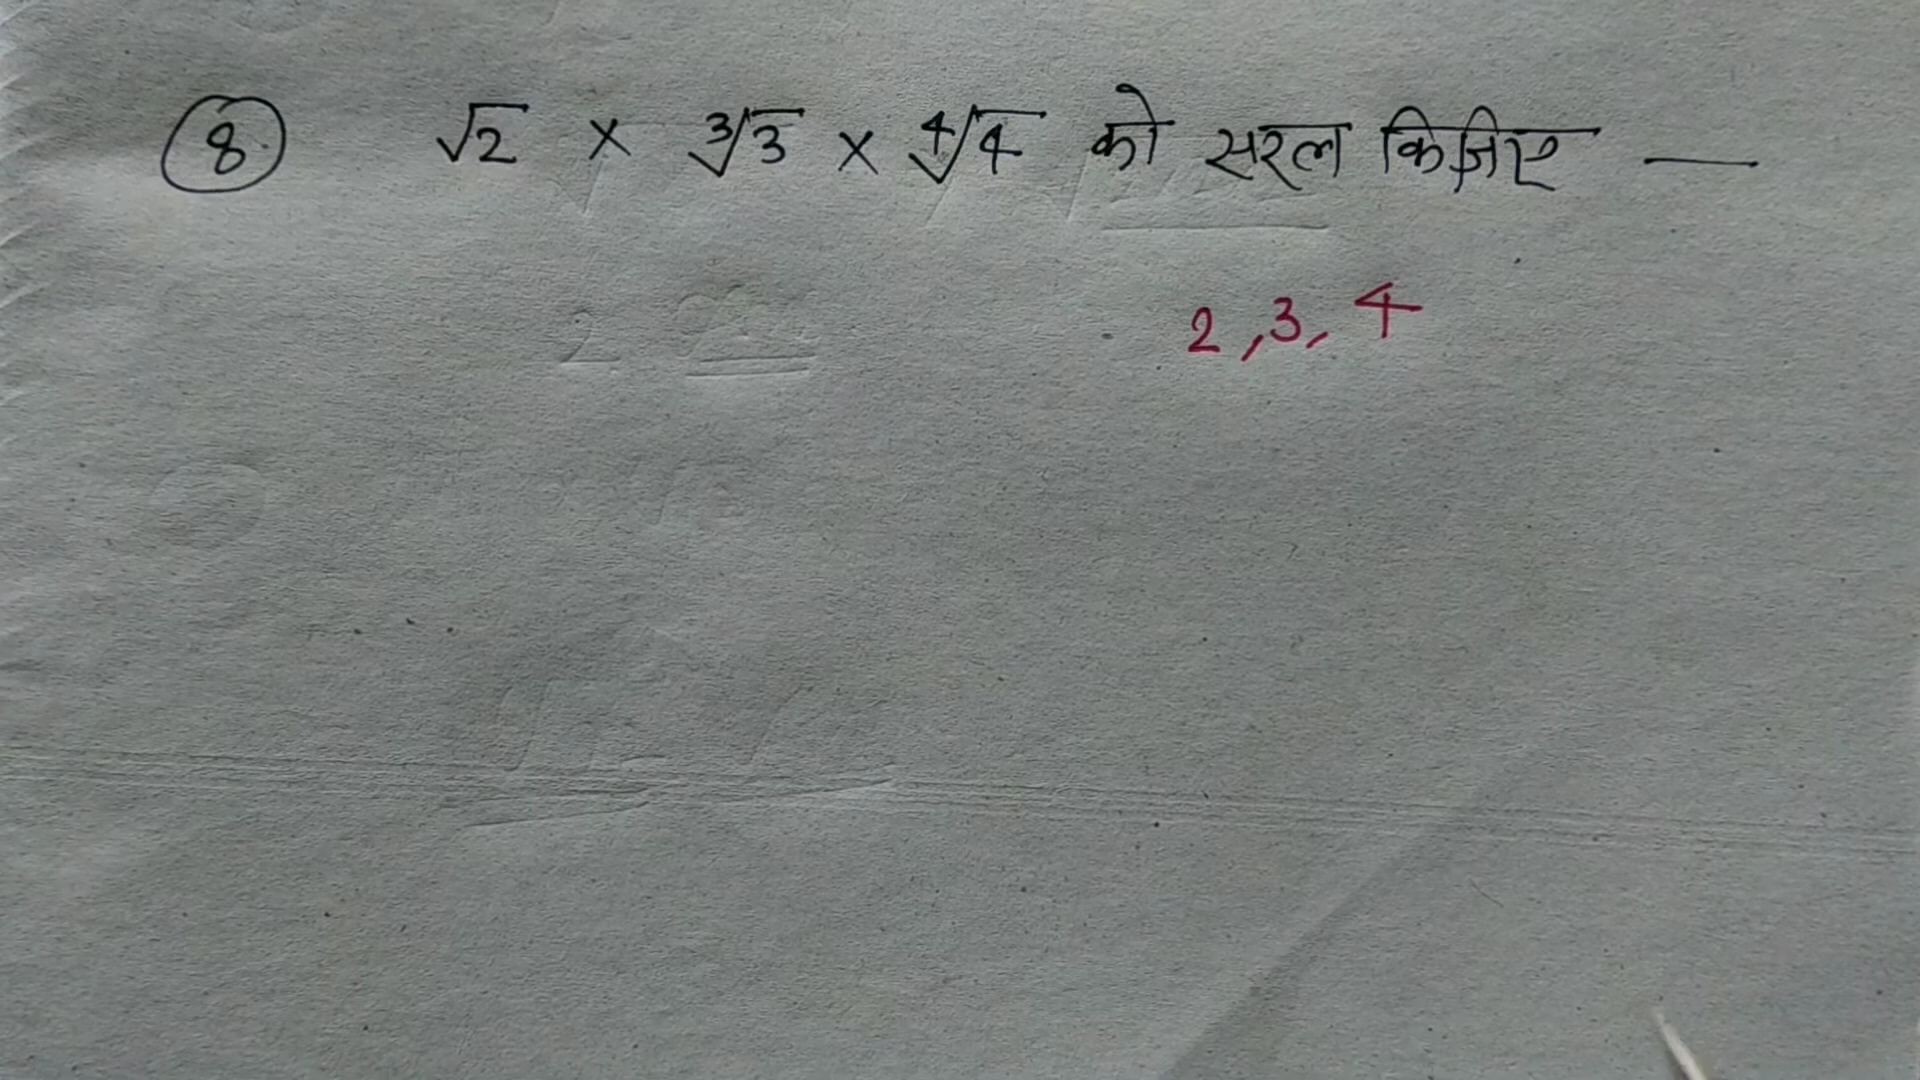 8. √2 × ∛3 × ∜4 को सरल किजिए —
2, 3, 4